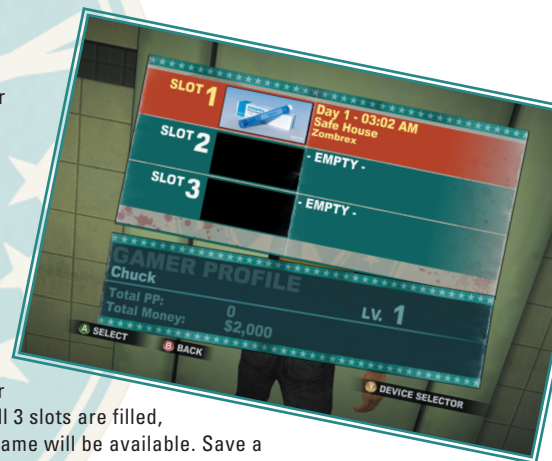 r
SLOT 1
Day 1 - 03:02 AM
Safe House
Zombrex
SLOT 2
- EMPTY -
SLOT 3
- EMPTY -
GAMER PROFILE
Chuck
LV. 1
Total PP: 0
Total Money: $2,000
A SELECT
B BACK
Y DEVICE SELECTOR
r
ll 3 slots are filled,
ame will be available. Save a